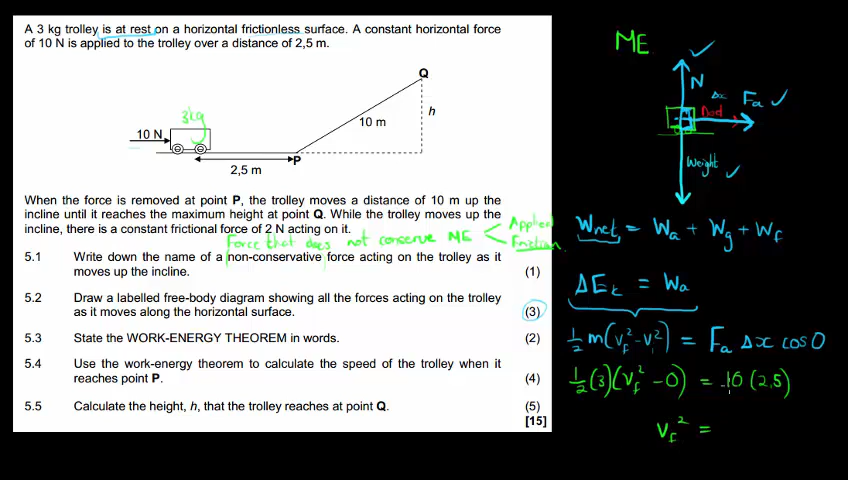 A 3 kg trolley is at rest on a horizontal frictionless surface. A constant horizontal force
of 10 N is applied to the trolley over a distance of 2,5 m.
Q
3kg
10 m
h
10 N
P
2,5 m
When the force is removed at point P, the trolley moves a distance of 10 m up the
incline until it reaches the maximum height at point Q. While the trolley moves up the
incline, there is a constant frictional force of 2 N acting on it.
Force that does not conserve ME < Applied
Friction
5.1 Write down the name of a non-conservative force acting on the trolley as it
moves up the incline. (1)
5.2 Draw a labelled free-body diagram showing all the forces acting on the trolley
as it moves along the horizontal surface. (3)
5.3 State the WORK-ENERGY THEOREM in words. (2)
5.4 Use the work-energy theorem to calculate the speed of the trolley when it
reaches point P. (4)
5.5 Calculate the height, h, that the trolley reaches at point Q. (5)
[15]
ME
N
Δx
Fa
Weight
Wnet = Wa + Wg + Wf
ΔEk = Wa
½ m(vf² - vi²) = Fa Δx cos0
½ (3)(vf² - 0) = 10 (2,5)
vf² =